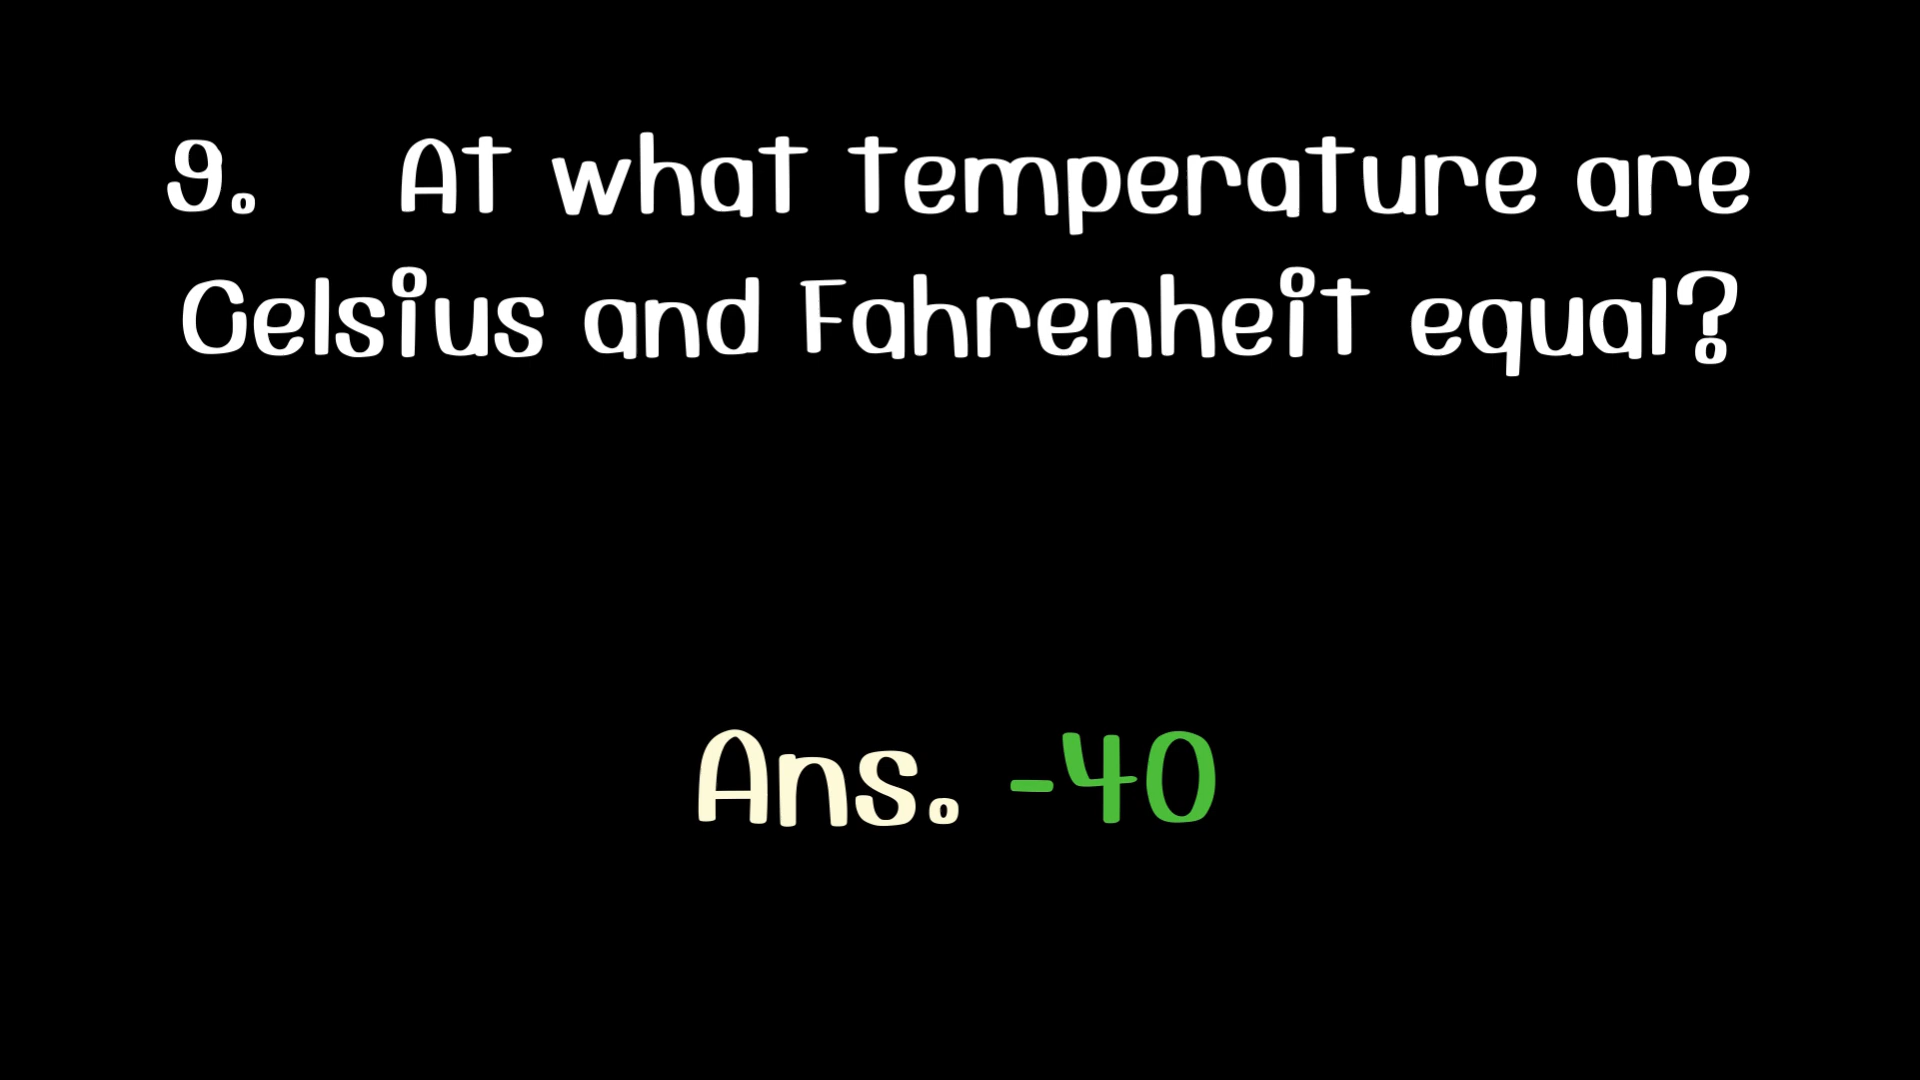 9. At what temperature are
Celsius and Fahrenheit equal?
Ans. -40